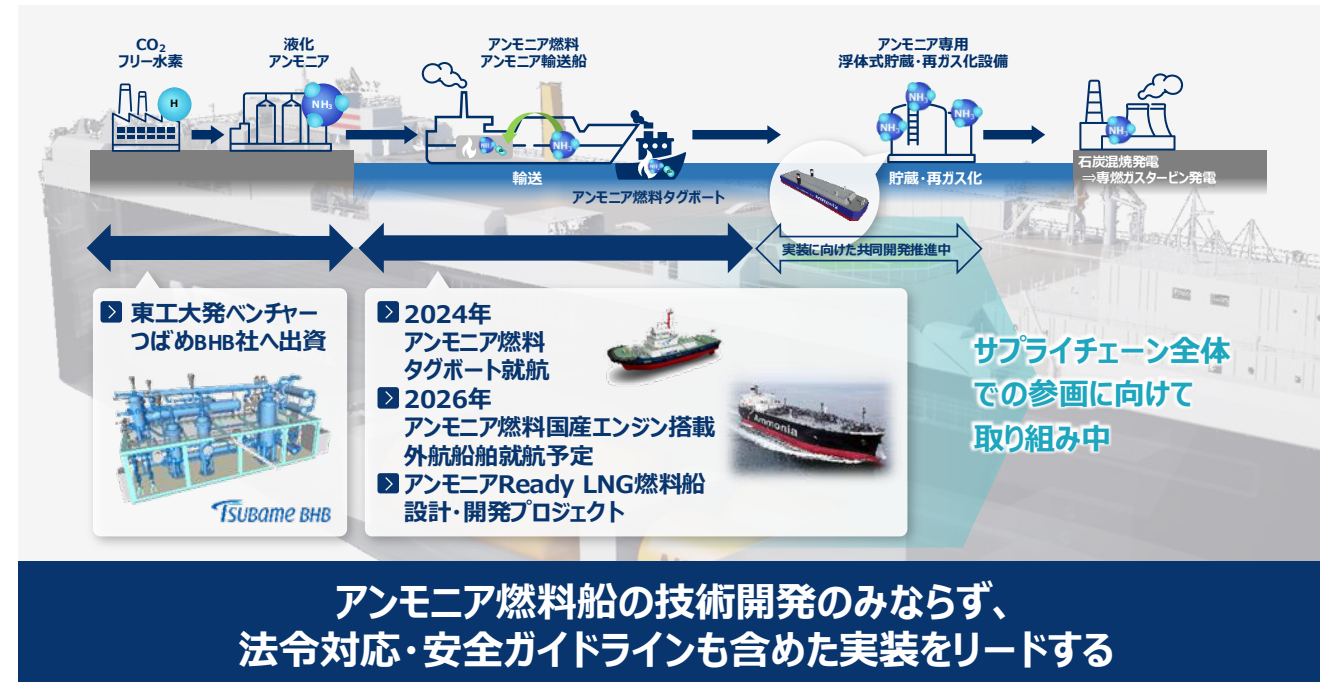 CO₂
フリー水素
液化
アンモニア
アンモニア燃料
アンモニア輸送船
アンモニア専用
浮体式貯蔵・再ガス化設備
H
NH₃
NH₃
NH₃
NH₃
NH₃
NH₃
輸送
アンモニア燃料タグボート
貯蔵・再ガス化
石炭混焼発電
⇒専燃ガスタービン発電
実装に向けた共同開発推進中
東工大発ベンチャー
つばめBHB社へ出資
TSUBAME BHB
2024年
アンモニア燃料
タグボート就航
2026年
アンモニア燃料国産エンジン搭載
外航船舶就航予定
アンモニアReady LNG燃料船
設計・開発プロジェクト
Ammonia
サプライチェーン全体
での参画に向けて
取り組み中
アンモニア燃料船の技術開発のみならず、
法令対応・安全ガイドラインも含めた実装をリードする